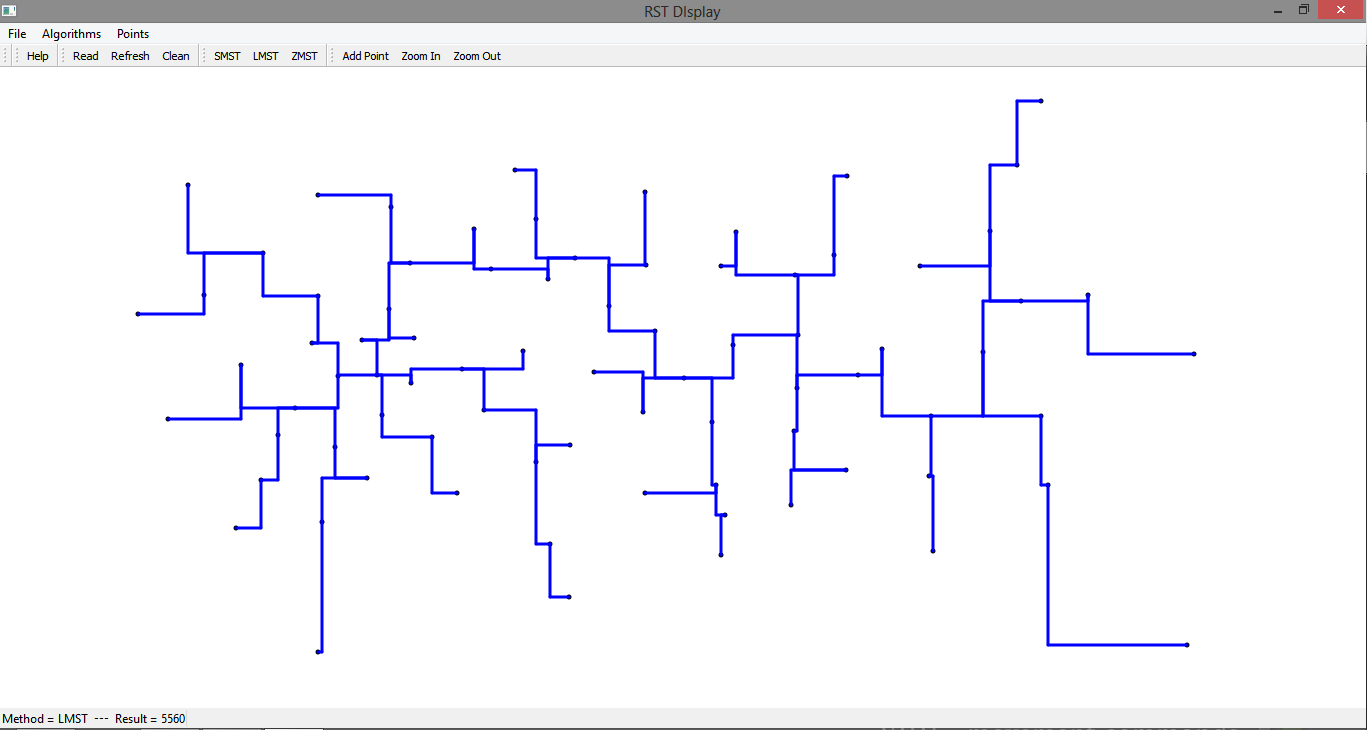 RST DIsplay
File Algorithms Points
Help Read Refresh Clean SMST LMST ZMST Add Point Zoom In Zoom Out
Method = LMST --- Result = 5560